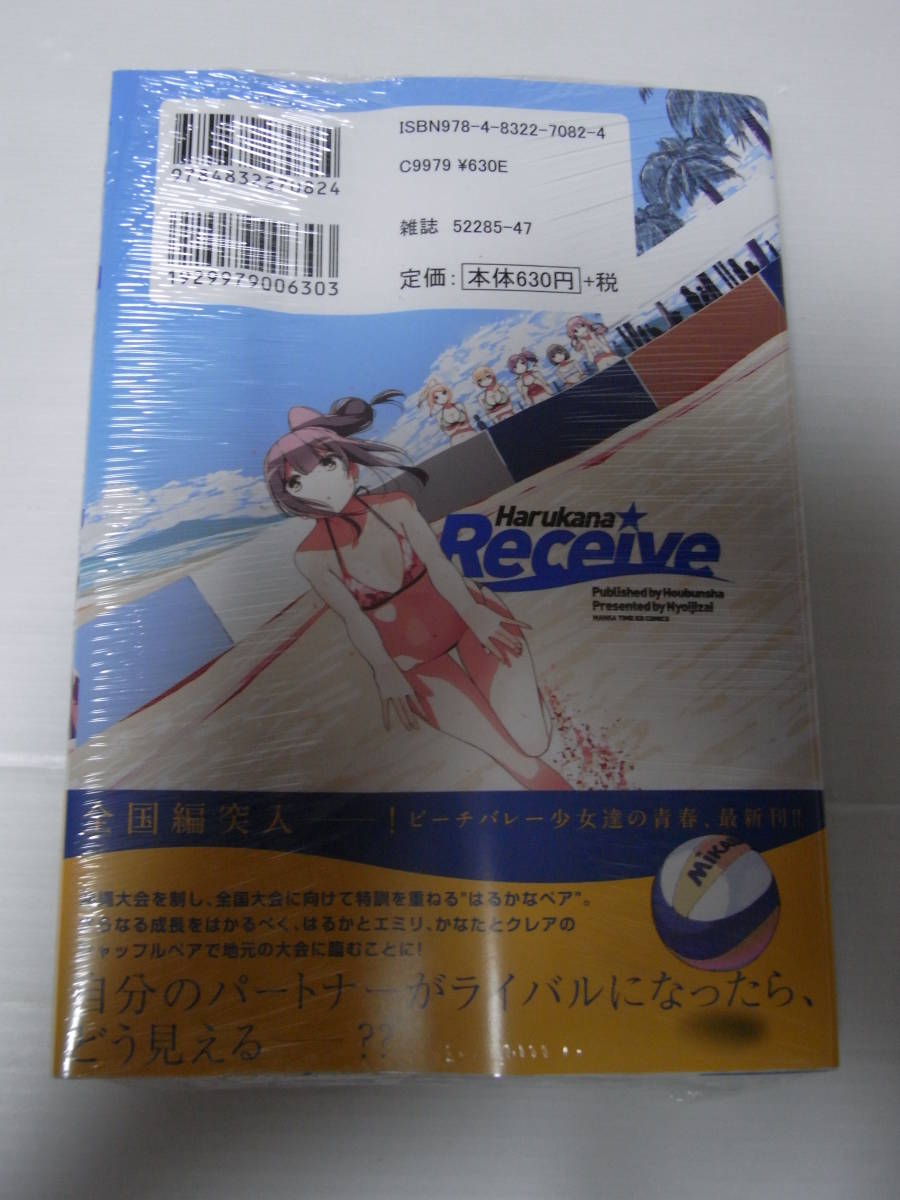 ISBN978-4-8322-7082-4
9784832270824
C9979 ¥630E
雑誌 52285-47
1929979006303
定価：本体630円+税
Harukana★
Receive
Published by Houbunsha
Presented by Nyoijizai
MANGA TIME KR COMICS
全国編突入――！ビーチバレー少女達の青春、最新刊!!
MIKASA
縄大会を制し、全国大会に向けて特訓を重ねる"はるかなペア"。
らなる成長をはかるべく、はるかとエミリ、かなたとクレアの
シャッフルペアで地元の大会に臨むことに!
自分のパートナーがライバルになったら、
どう見える――??